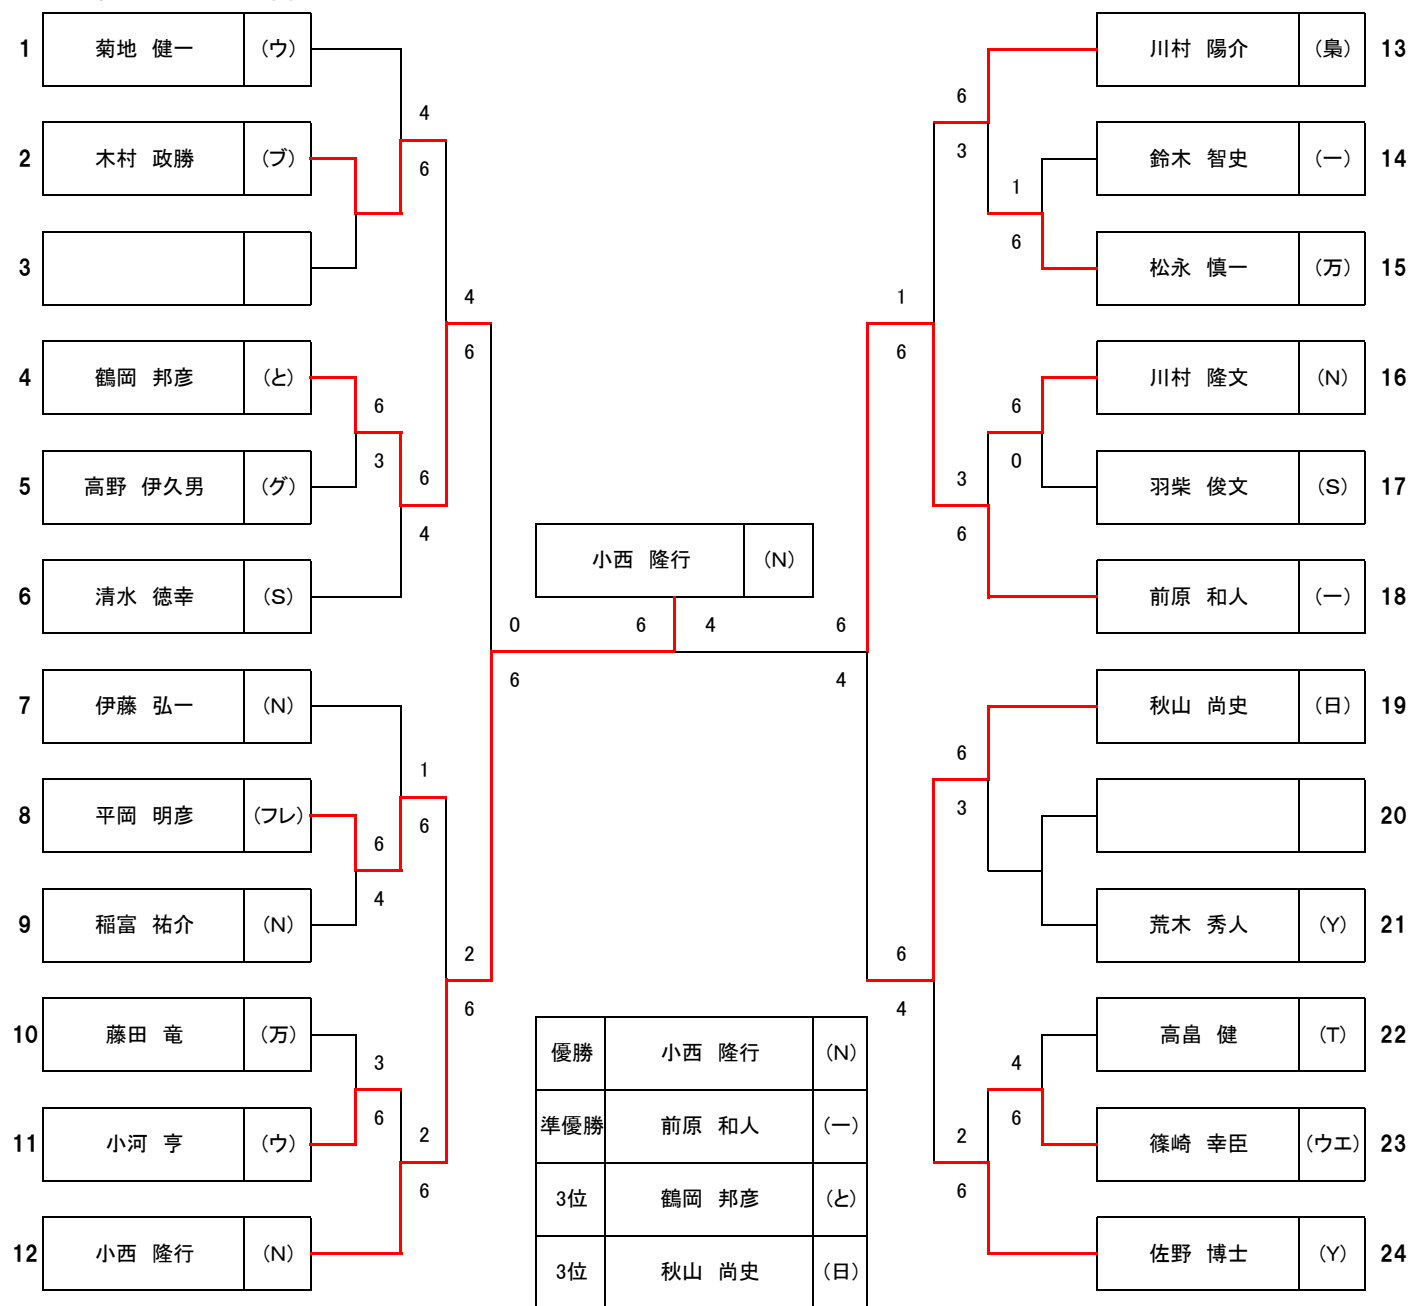 1 菊地 健一 (ウ)
4
2 木村 政勝 (ブ)
6
3
4
6
4 鶴岡 邦彦 (と)
6
3
5 高野 伊久男 (グ)
6
4
6 清水 徳幸 (S)
0
6
7 伊藤 弘一 (N)
1
6
8 平岡 明彦 (フレ)
6
4
9 稲富 祐介 (N)
2
6
10 藤田 竜 (万)
3
6
11 小河 亨 (ウ)
2
6
12 小西 隆行 (N)
小西 隆行 (N)
6 4
川村 陽介 (梟) 13
6
3
鈴木 智史 (一) 14
1
6
松永 慎一 (万) 15
1
6
川村 隆文 (N) 16
6
0
羽柴 俊文 (S) 17
3
6
前原 和人 (一) 18
6
4
秋山 尚史 (日) 19
6
3
20
荒木 秀人 (Y) 21
6
4
高畠 健 (T) 22
4
6
篠崎 幸臣 (ウエ) 23
2
6
佐野 博士 (Y) 24
優勝 小西 隆行 (N)
準優勝 前原 和人 (一)
3位 鶴岡 邦彦 (と)
3位 秋山 尚史 (日)